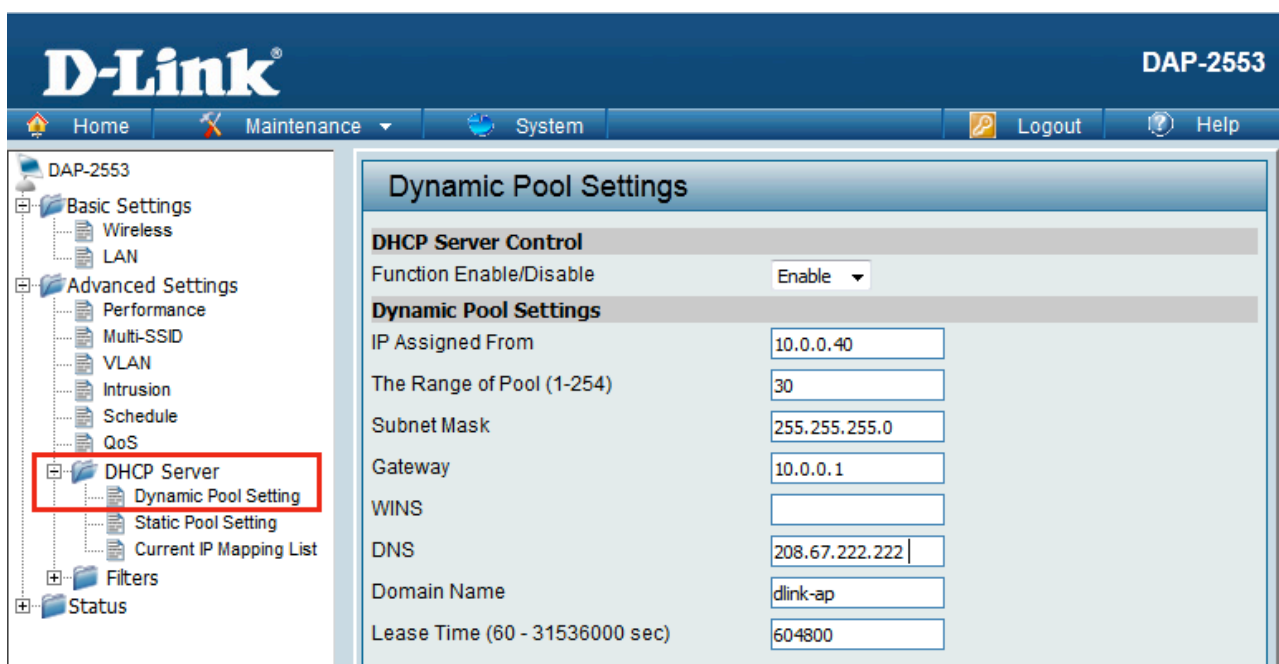 D-Link®
DAP-2553
Home Maintenance System Logout Help
DAP-2553
Basic Settings
Wireless
LAN
Advanced Settings
Performance
Multi-SSID
VLAN
Intrusion
Schedule
QoS
DHCP Server
Dynamic Pool Setting
Static Pool Setting
Current IP Mapping List
Filters
Status
Dynamic Pool Settings
DHCP Server Control
Function Enable/Disable Enable
Dynamic Pool Settings
IP Assigned From 10.0.0.40
The Range of Pool (1-254) 30
Subnet Mask 255.255.255.0
Gateway 10.0.0.1
WINS
DNS 208.67.222.222
Domain Name dlink-ap
Lease Time (60 - 31536000 sec) 604800